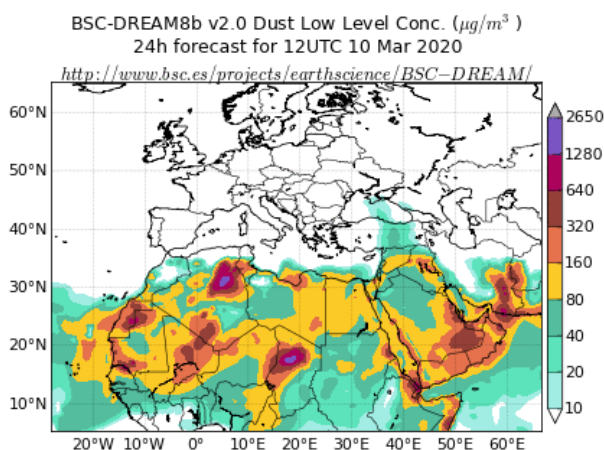 BSC-DREAM8b v2.0 Dust Low Level Conc. (μg/m³ )
24h forecast for 12UTC 10 Mar 2020
http://www.bsc.es/projects/earthscience/BSC−DREAM/
60°N
50°N
40°N
30°N
20°N
10°N
20°W 10°W 0° 10°E 20°E 30°E 40°E 50°E 60°E
2650
1280
640
320
160
80
40
20
10